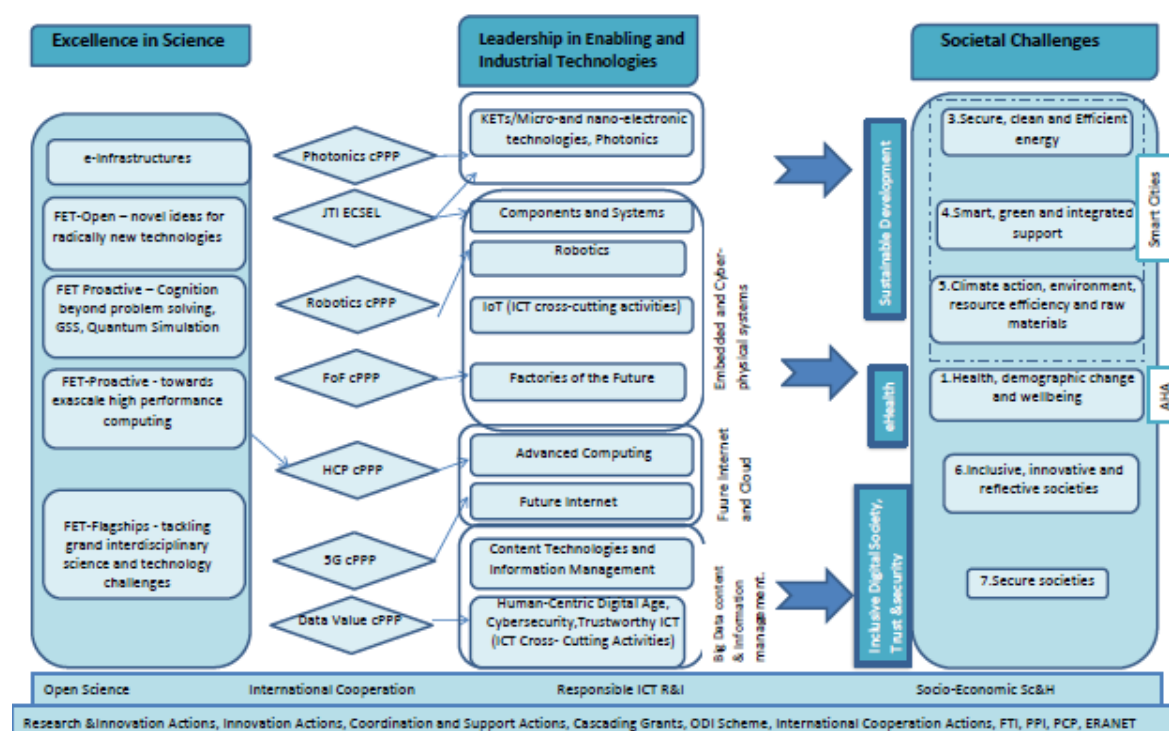 Excellence in Science
Leadership in Enabling and
Industrial Technologies
Societal Challenges
e-Infrastructures
FET-Open – novel ideas for
radically new technologies
FET Proactive – Cognition
beyond problem solving,
GSS, Quantum Simulation
FET-Proactive - towards
exascale high performance
computing
FET-Flagships - tackling
grand interdisciplinary
science and technology
challenges
Photonics cPPP
JTI ECSEL
Robotics cPPP
FoF cPPP
HCP cPPP
5G cPPP
Data Value cPPP
KETs/Micro-and nano-electronic
technologies, Photonics
Components and Systems
Robotics
IoT (ICT cross-cutting activities)
Factories of the Future
Advanced Computing
Future Internet
Content Technologies and
Information Management
Human-Centric Digital Age,
Cybersecurity,Trustworthy ICT
(ICT Cross- Cutting Activities)
Embedded and Cyber-
physical systems
Fuure Internet
and Cloud
Big Data content
& Information
management.
Sustainable Development
eHealth
Inclusive Digital Society,
Trust &security
3.Secure, clean and Efficient
energy
4.Smart, green and integrated
support
5.Climate action, environment,
resource efficiency and raw
materials
1.Health, demographic change
and wellbeing
6.Inclusive, innovative and
reflective societies
7.Secure societies
Smart Cities
AHA
Open Science
International Cooperation
Responsible ICT R&I
Socio-Economic Sc&H
Research &Innovation Actions, Innovation Actions, Coordination and Support Actions, Cascading Grants, ODI Scheme, International Cooperation Actions, FTI, PPI, PCP, ERANET